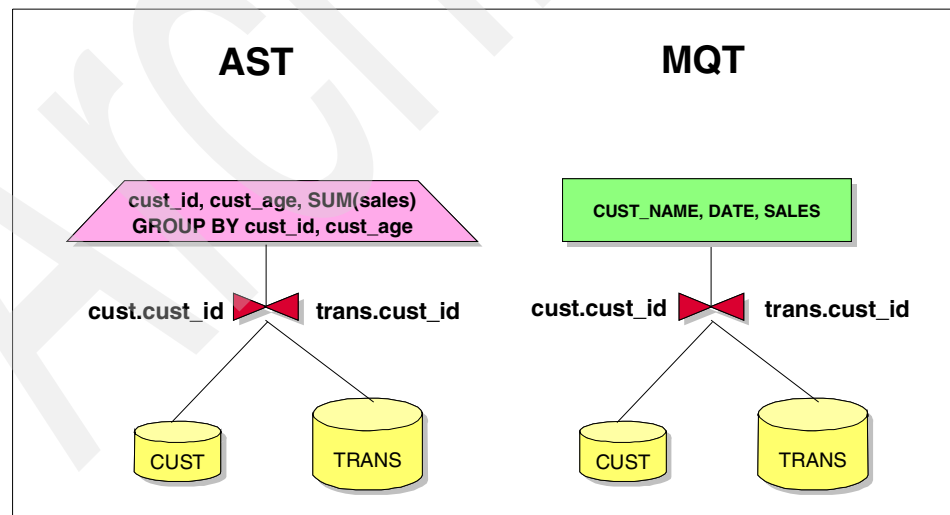 AST
MQT
cust_id, cust_age, SUM(sales)
GROUP BY cust_id, cust_age
CUST_NAME, DATE, SALES
cust.cust_id
trans.cust_id
cust.cust_id
trans.cust_id
CUST
TRANS
CUST
TRANS